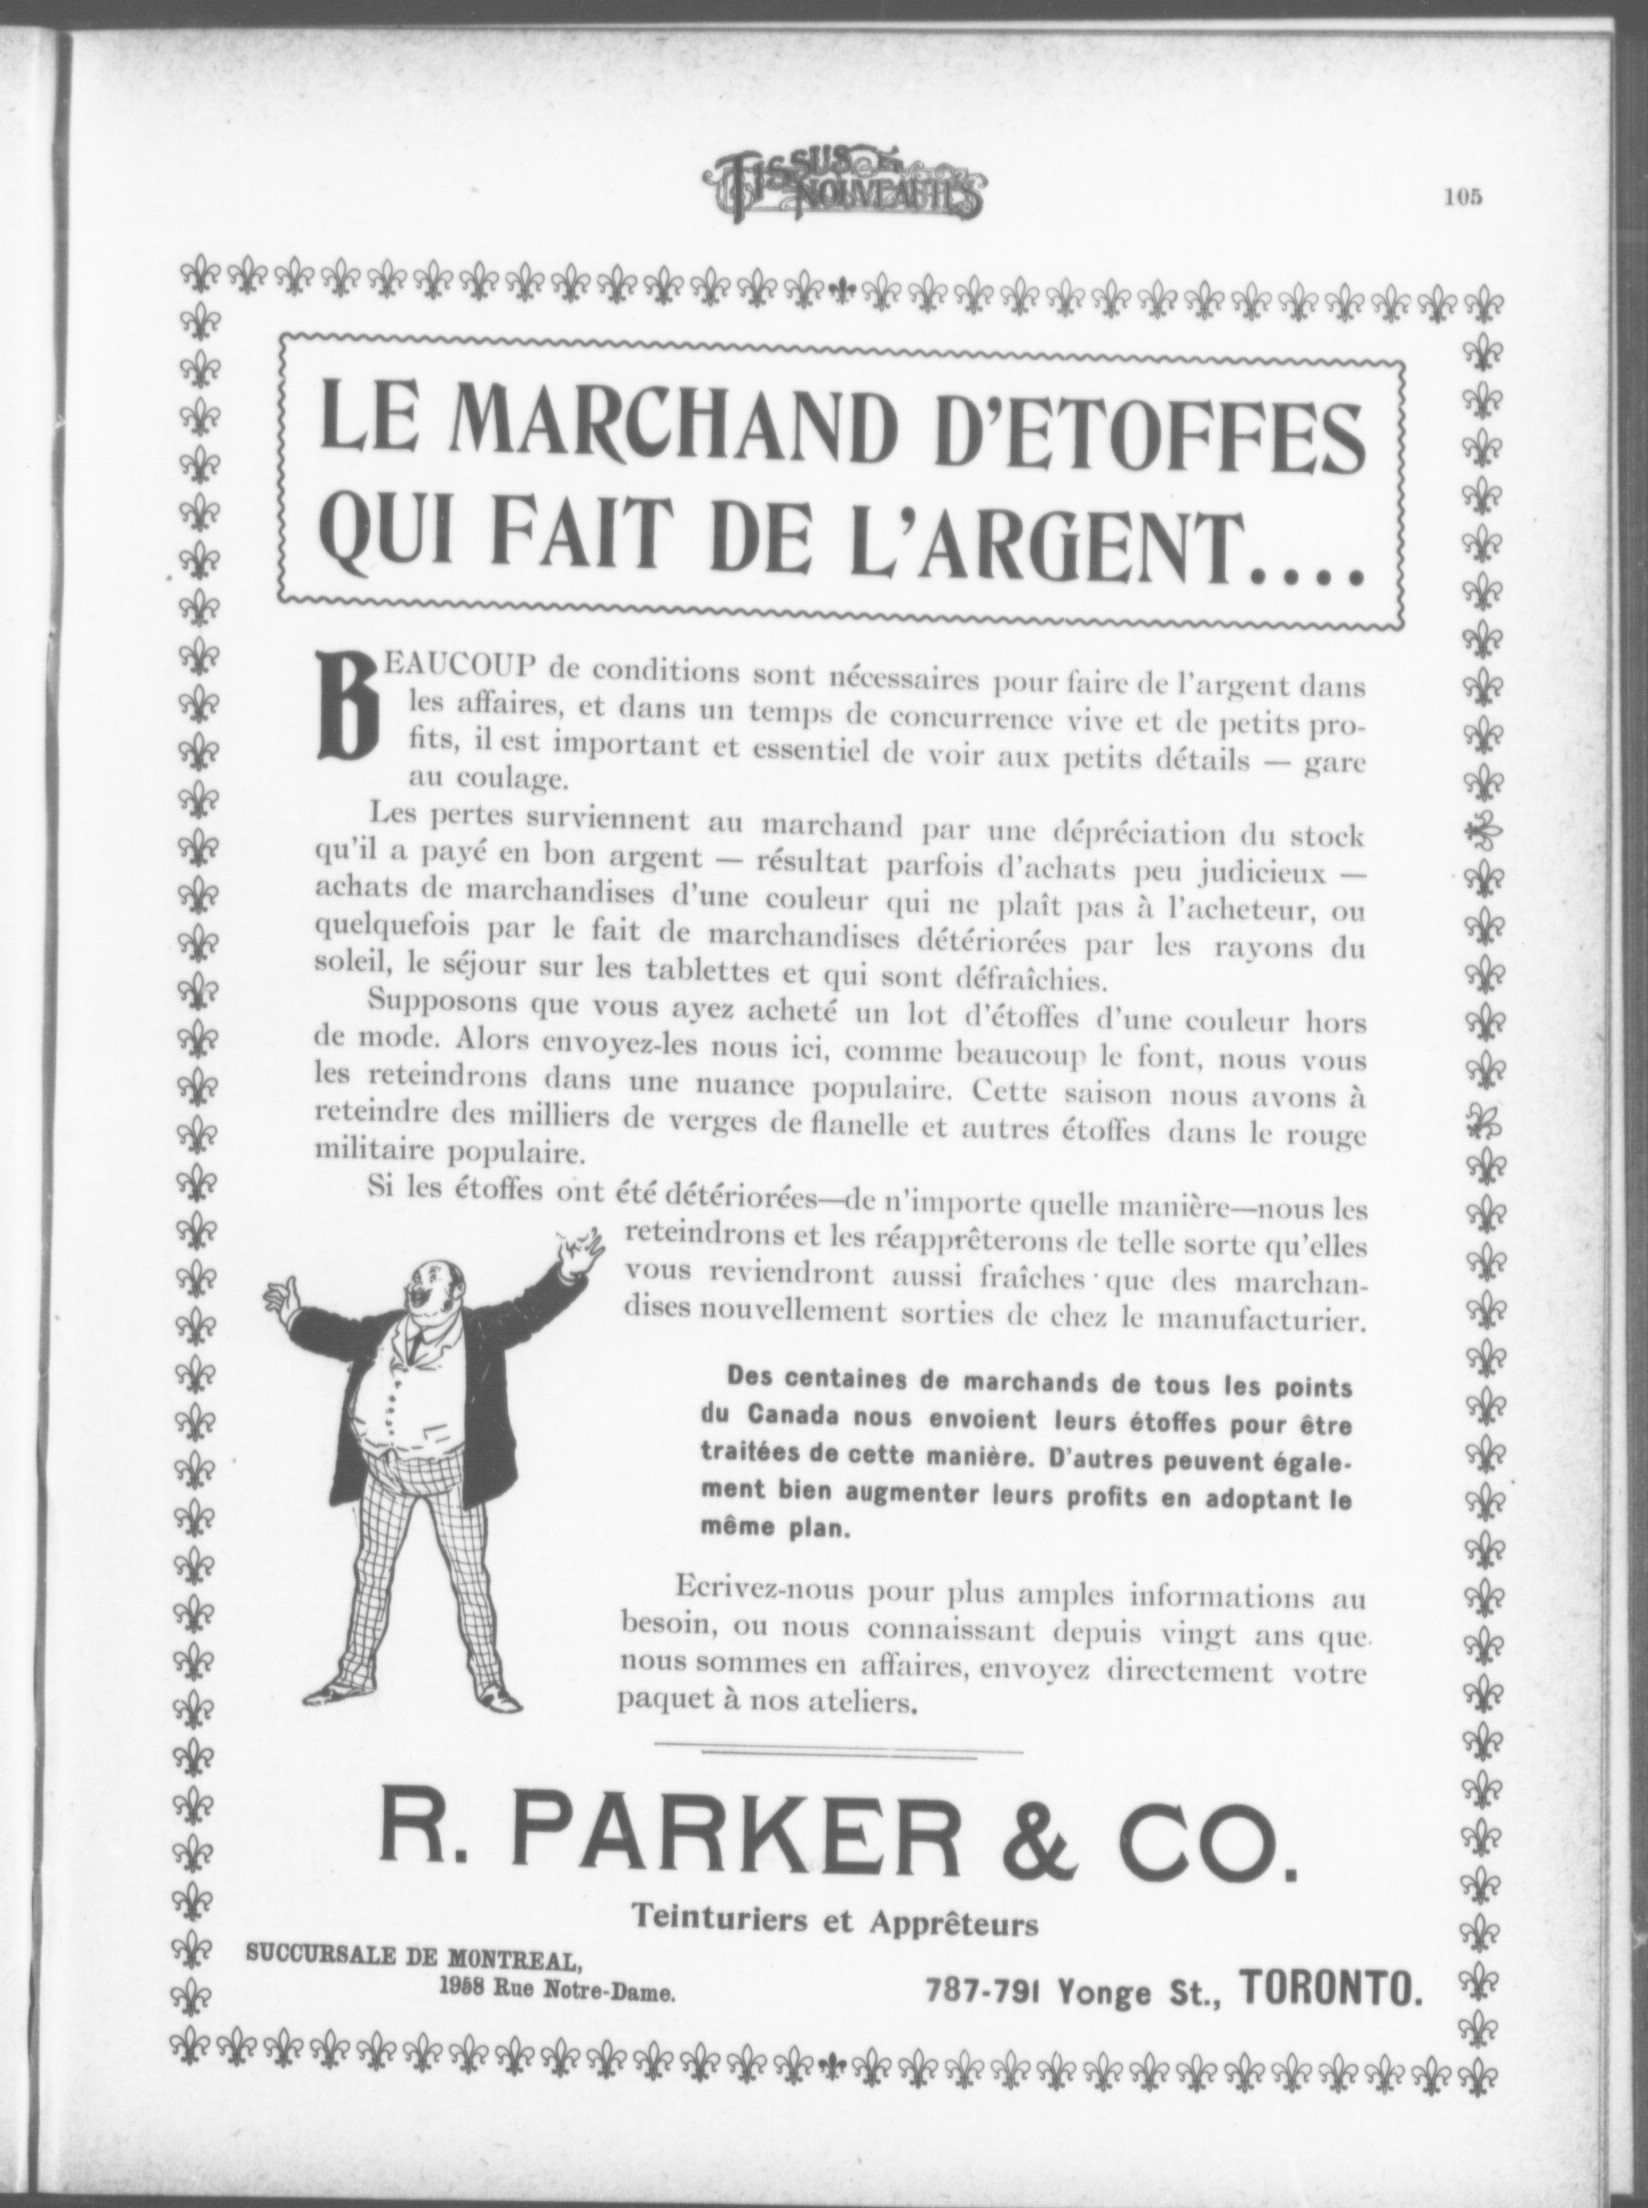 TISSUS ET NOUVEAUTÉS
105
LE MARCHAND D'ETOFFES
QUI FAIT DE L'ARGENT....
BEAUCOUP de conditions sont nécessaires pour faire de l'argent dans
les affaires, et dans un temps de concurrence vive et de petits pro-
fits, il est important et essentiel de voir aux petits détails — gare
au coulage.
Les pertes surviennent au marchand par une dépréciation du stock
qu'il a payé en bon argent — résultat parfois d'achats peu judicieux —
achats de marchandises d'une couleur qui ne plaît pas à l'acheteur, ou
quelquefois par le fait de marchandises détériorées par les rayons du
soleil, le séjour sur les tablettes et qui sont défraîchies.
Supposons que vous ayez acheté un lot d'étoffes d'une couleur hors
de mode. Alors envoyez-les nous ici, comme beaucoup le font, nous vous
les reteindrons dans une nuance populaire. Cette saison nous avons à
reteindre des milliers de verges de flanelle et autres étoffes dans le rouge
militaire populaire.
Si les étoffes ont été détériorées—de n'importe quelle manière—nous les
reteindrons et les réapprêterons de telle sorte qu'elles
vous reviendront aussi fraîches que des marchan-
dises nouvellement sorties de chez le manufacturier.
Des centaines de marchands de tous les points
du Canada nous envoient leurs étoffes pour être
traitées de cette manière. D'autres peuvent égale-
ment bien augmenter leurs profits en adoptant le
même plan.
Ecrivez-nous pour plus amples informations au
besoin, ou nous connaissant depuis vingt ans que
nous sommes en affaires, envoyez directement votre
paquet à nos ateliers.
R. PARKER & CO.
Teinturiers et Apprêteurs
SUCCURSALE DE MONTREAL,
1958 Rue Notre-Dame.
787-791 Yonge St., TORONTO.